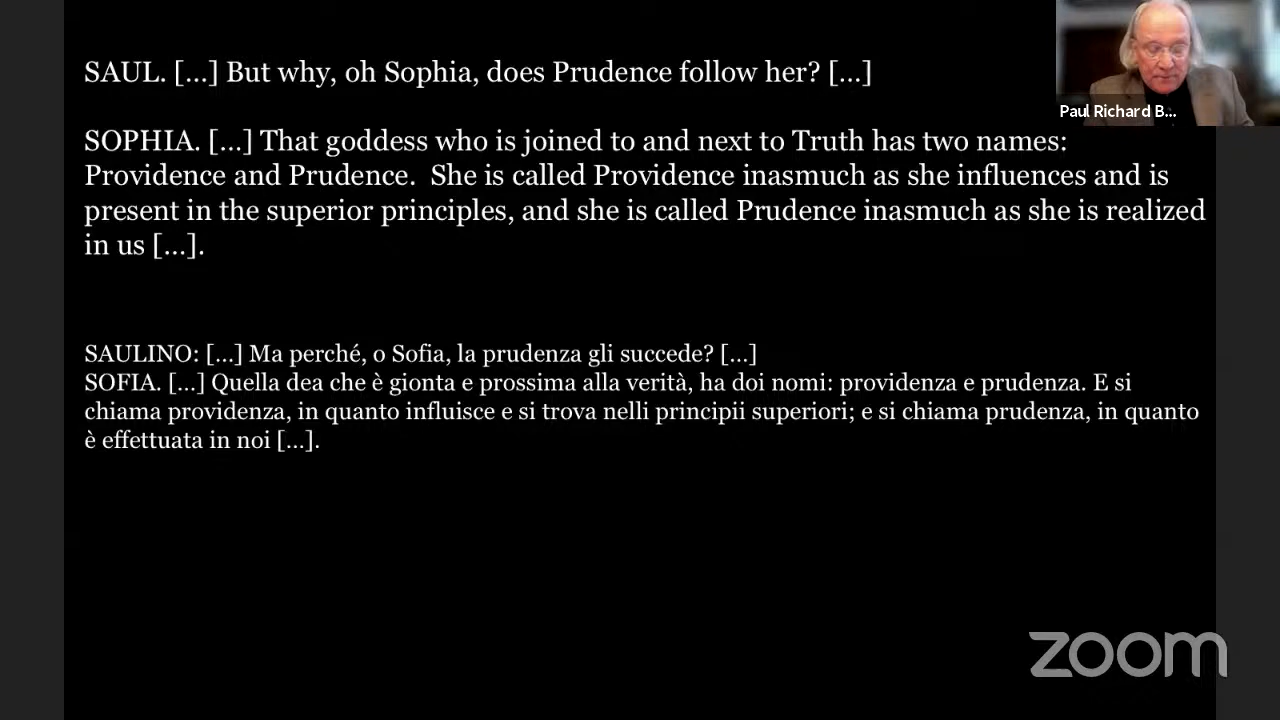 SAUL. [...] But why, oh Sophia, does Prudence follow her? [...]
Paul Richard B...
SOPHIA. [...] That goddess who is joined to and next to Truth has two names:
Providence and Prudence.  She is called Providence inasmuch as she influences and is
present in the superior principles, and she is called Prudence inasmuch as she is realized
in us [...].
SAULINO: [...] Ma perché, o Sofia, la prudenza gli succede? [...]
SOFIA. [...] Quella dea che è gionta e prossima alla verità, ha doi nomi: providenza e prudenza. E si
chiama providenza, in quanto influisce e si trova nelli principii superiori; e si chiama prudenza, in quanto
è effettuata in noi [...].
zoom